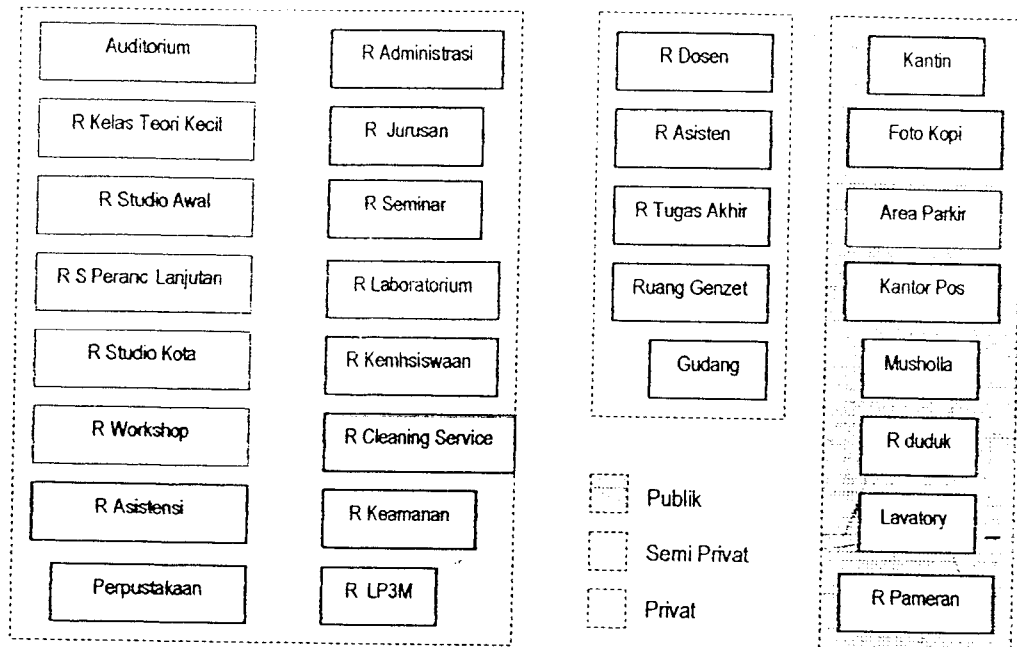 Auditorium
R Kelas Teori Kecil
R Studio Awal
R S Peranc Lanjutan
R Studio Kota
R Workshop
R Asistensi
Perpustakaan
R Administrasi
R Jurusan
R Seminar
R Laboratorium
R Kemhsiswaan
R Cleaning Service
R Keamanan
R LP3M
R Dosen
R Asisten
R Tugas Akhir
Ruang Genzet
Gudang
Publik
Semi Privat
Privat
Kantin
Foto Kopi
Area Parkir
Kantor Pos
Musholla
R duduk
Lavatory
R Pameran